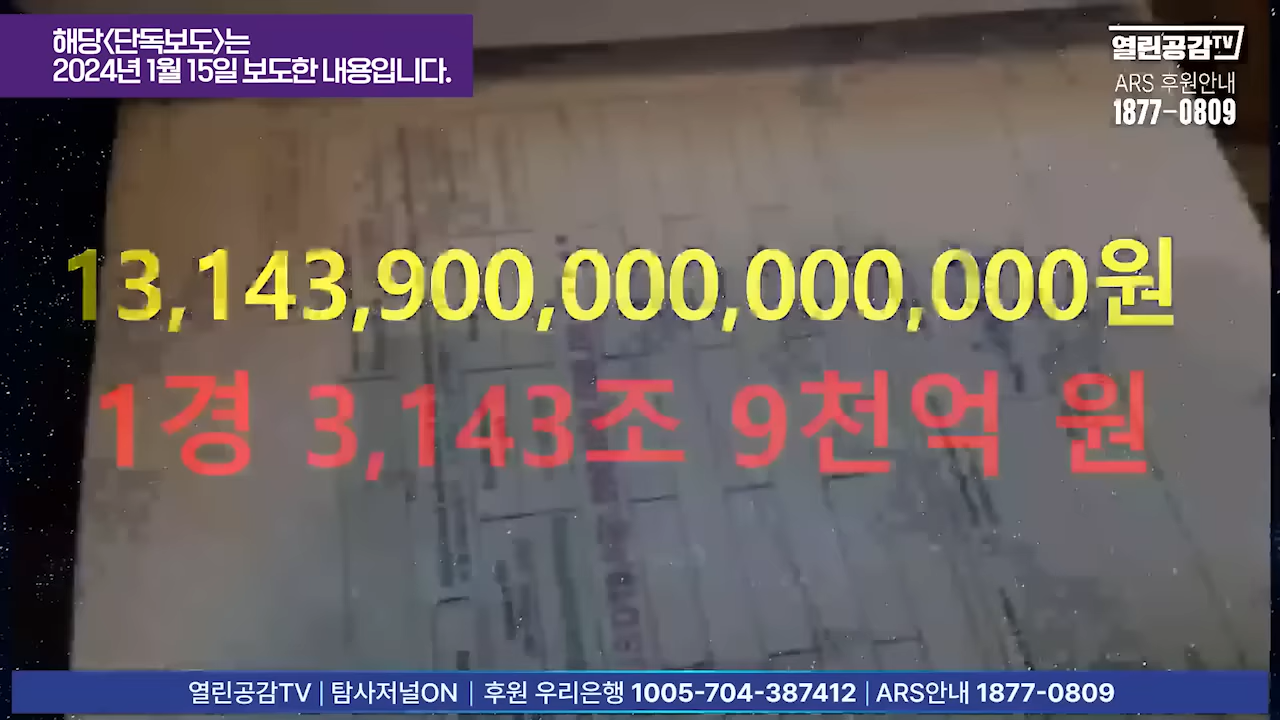 해당<단독보도>는
2024년 1월 15일 보도한 내용입니다.
열린공감TV
ARS 후원안내
1877-0809
13,143,900,000,000,000원
1경 3,143조 9천억 원
열린공감TV | 탐사저널ON | 후원 우리은행 1005-704-387412 | ARS안내 1877-0809